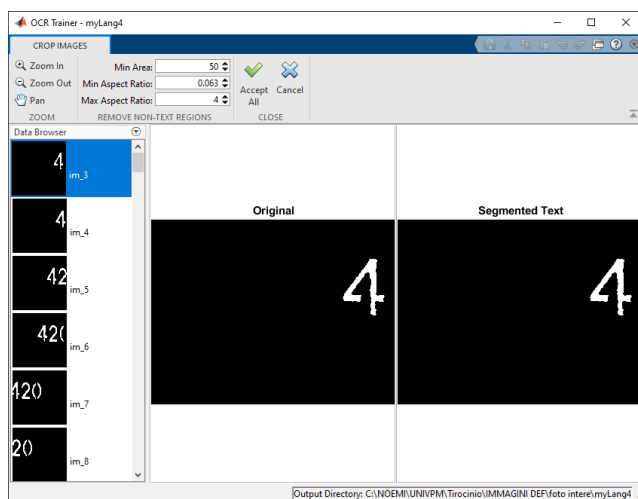 OCR Trainer - myLang4
CROP IMAGES
Zoom In
Zoom Out
Pan
ZOOM
Min Area: 50
Min Aspect Ratio: 0.063
Max Aspect Ratio: 4
REMOVE NON-TEXT REGIONS
Accept All
Cancel
CLOSE
Data Browser
4 im_3
4 im_4
42 im_5
420 im_6
420 im_7
20 im_8
Original
4
Segmented Text
4
Output Directory: C:\NOEMI\UNIVPM\Tirocinio\IMMAGINI DEF\foto intere\myLang4